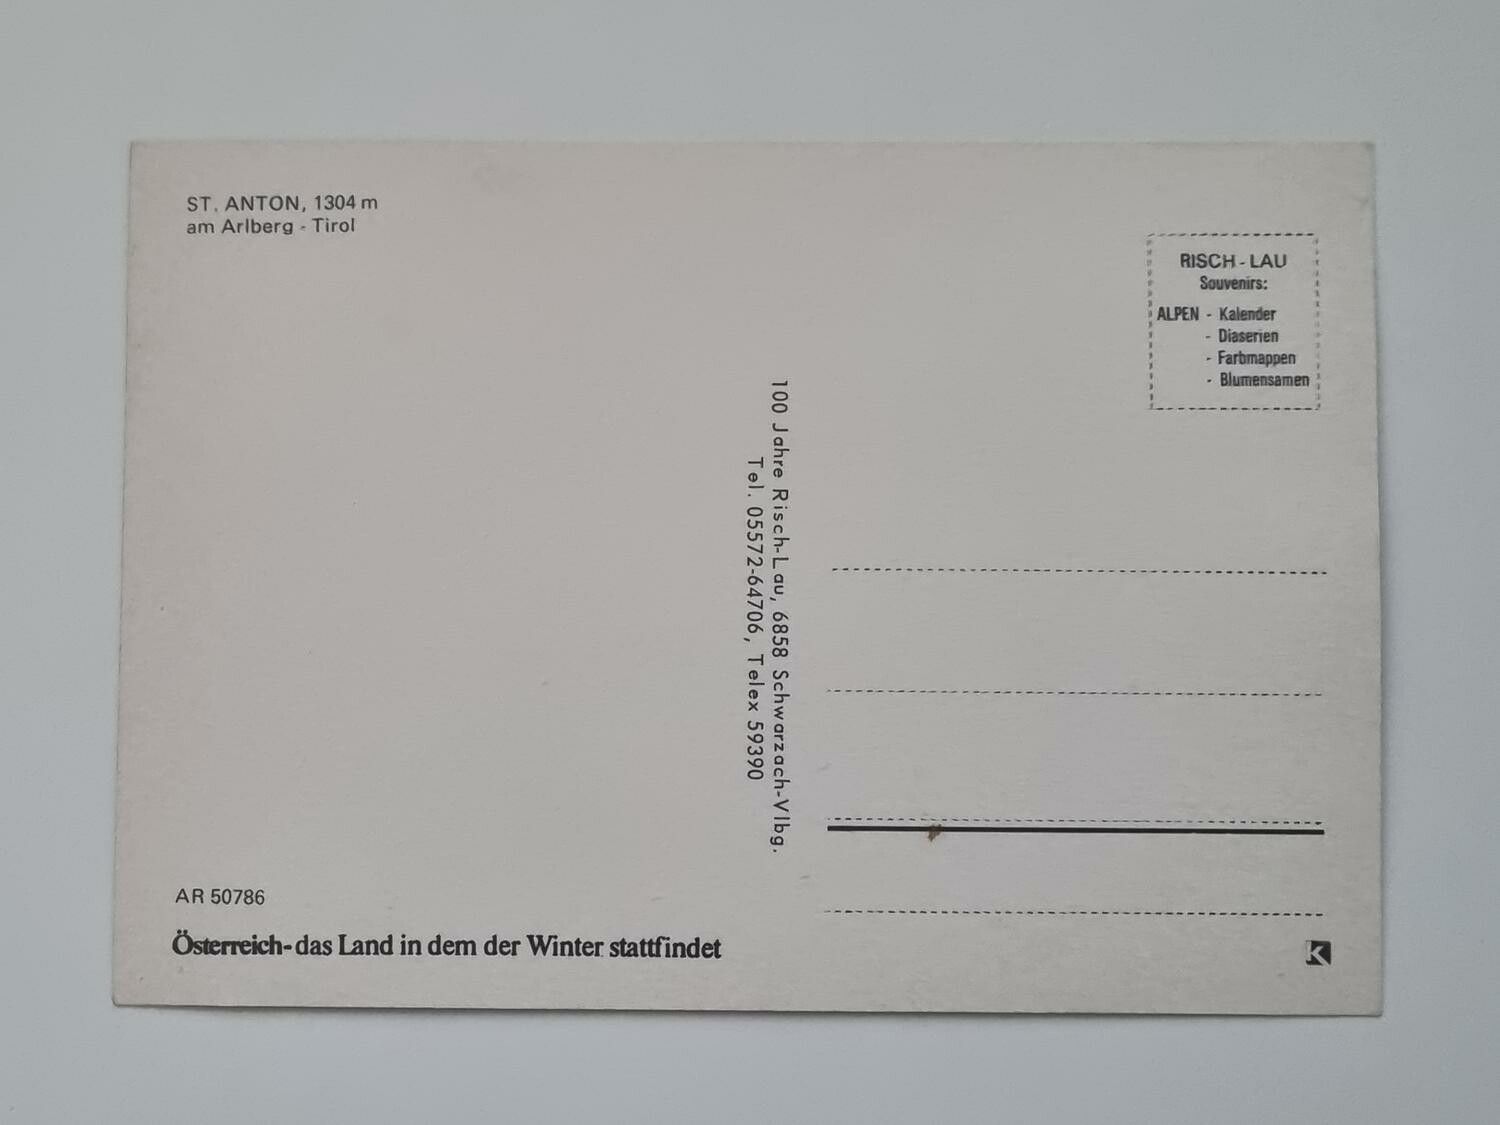 ST. ANTON, 1304 m
am Arlberg - Tirol
RISCH - LAU
Souvenirs:
ALPEN - Kalender
- Diaserien
- Farbmappen
- Blumensamen
100 Jahre Risch-Lau, 6858 Schwarzach-Vlbg.
Tel. 05572-64706, Telex 59390
AR 50786
Österreich- das Land in dem der Winter stattfindet
K